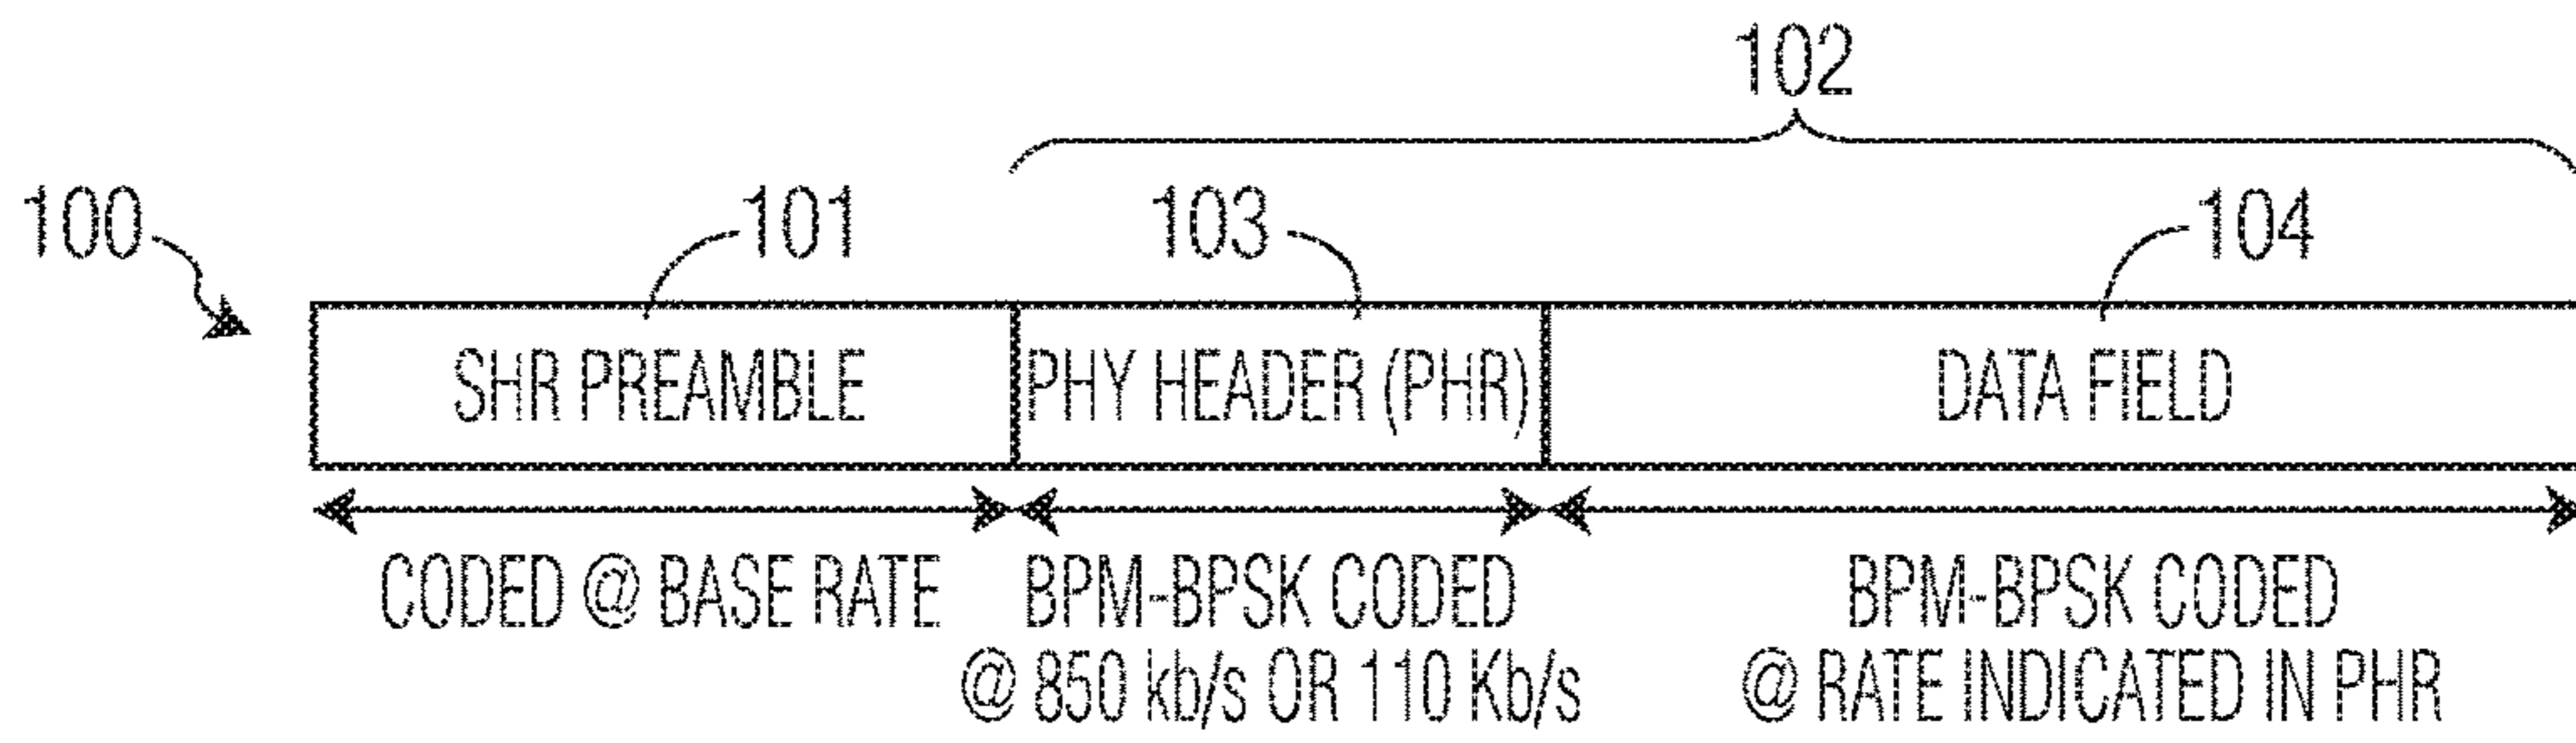 102
100
101
103
104
SHR PREAMBLE
PHY HEADER (PHR)
DATA FIELD
CODED @ BASE RATE
BPM-BPSK CODED
@ 850 kb/s OR 110 Kb/s
BPM-BPSK CODED
@ RATE INDICATED IN PHR